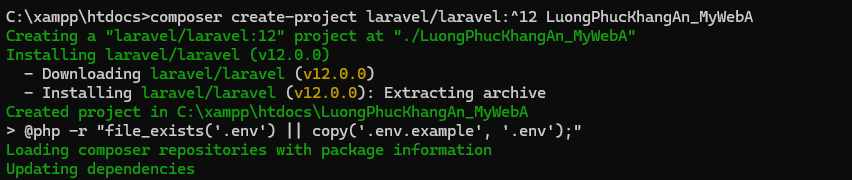 C:\xampp\htdocs>composer create-project laravel/laravel:^12 LuongPhucKhangAn_MyWebA
Creating a "laravel/laravel:12" project at "./LuongPhucKhangAn_MyWebA"
Installing laravel/laravel (v12.0.0)
  - Downloading laravel/laravel (v12.0.0)
  - Installing laravel/laravel (v12.0.0): Extracting archive
Created project in C:\xampp\htdocs\LuongPhucKhangAn_MyWebA
> @php -r "file_exists('.env') || copy('.env.example', '.env');"
Loading composer repositories with package information
Updating dependencies